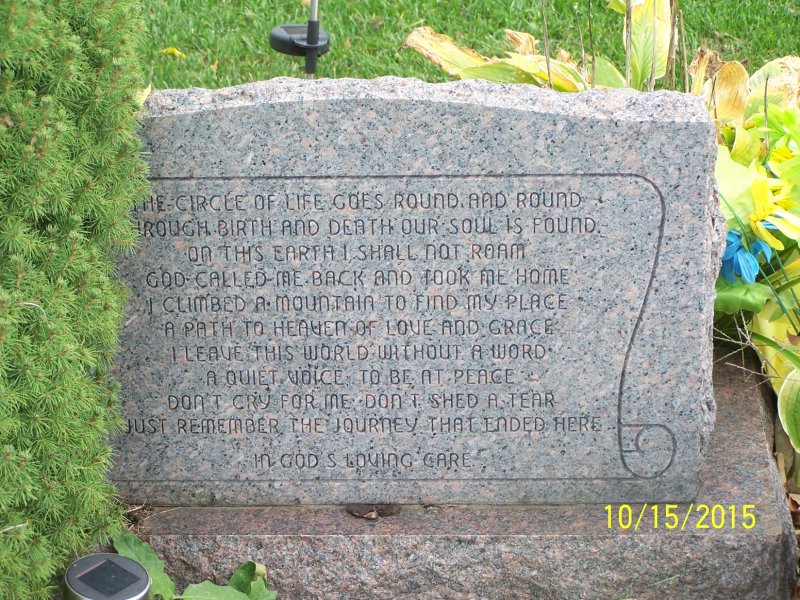 THE CIRCLE OF LIFE GOES ROUND AND ROUND
THROUGH BIRTH AND DEATH OUR SOUL IS FOUND.
ON THIS EARTH I SHALL NOT ROAM
GOD CALLED ME BACK AND TOOK ME HOME
I CLIMBED A MOUNTAIN TO FIND MY PLACE
A PATH TO HEAVEN OF LOVE AND GRACE
I LEAVE THIS WORLD WITHOUT A WORD
A QUIET VOICE TO BE AT PEACE
DON'T CRY FOR ME DON'T SHED A TEAR
JUST REMEMBER THE JOURNEY THAT ENDED HERE
IN GOD'S LOVING CARE
10/15/2015